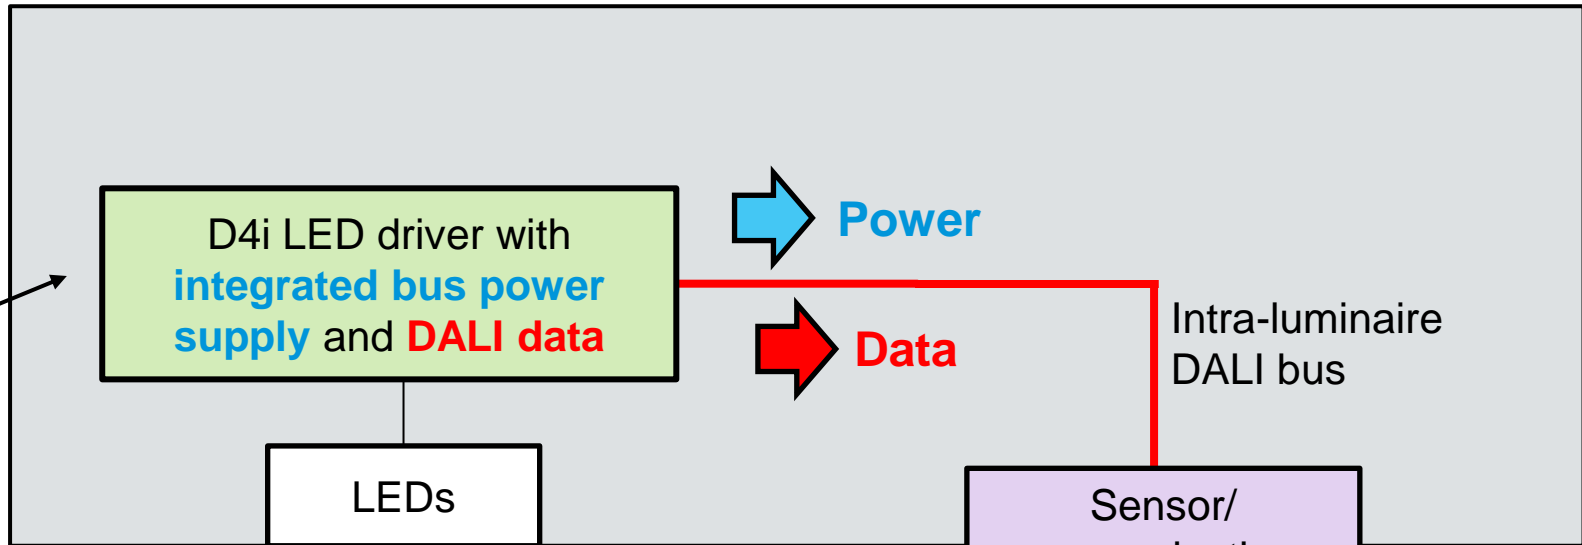 D4i LED driver with
integrated bus power
supply and DALI data
Power
Data
Intra-luminaire
DALI bus
LEDs
Sensor/